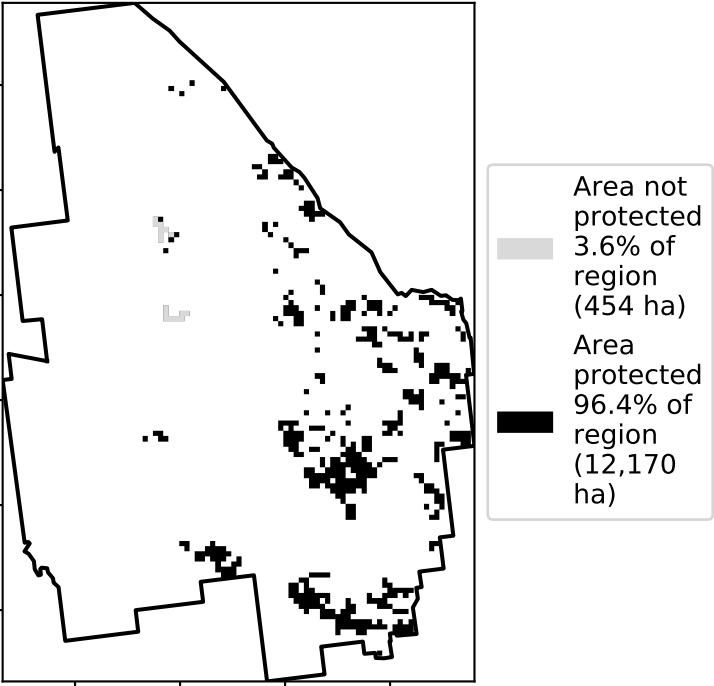 Area not
protected
3.6% of
region
(454 ha)
Area
protected
96.4% of
region
(12,170
ha)